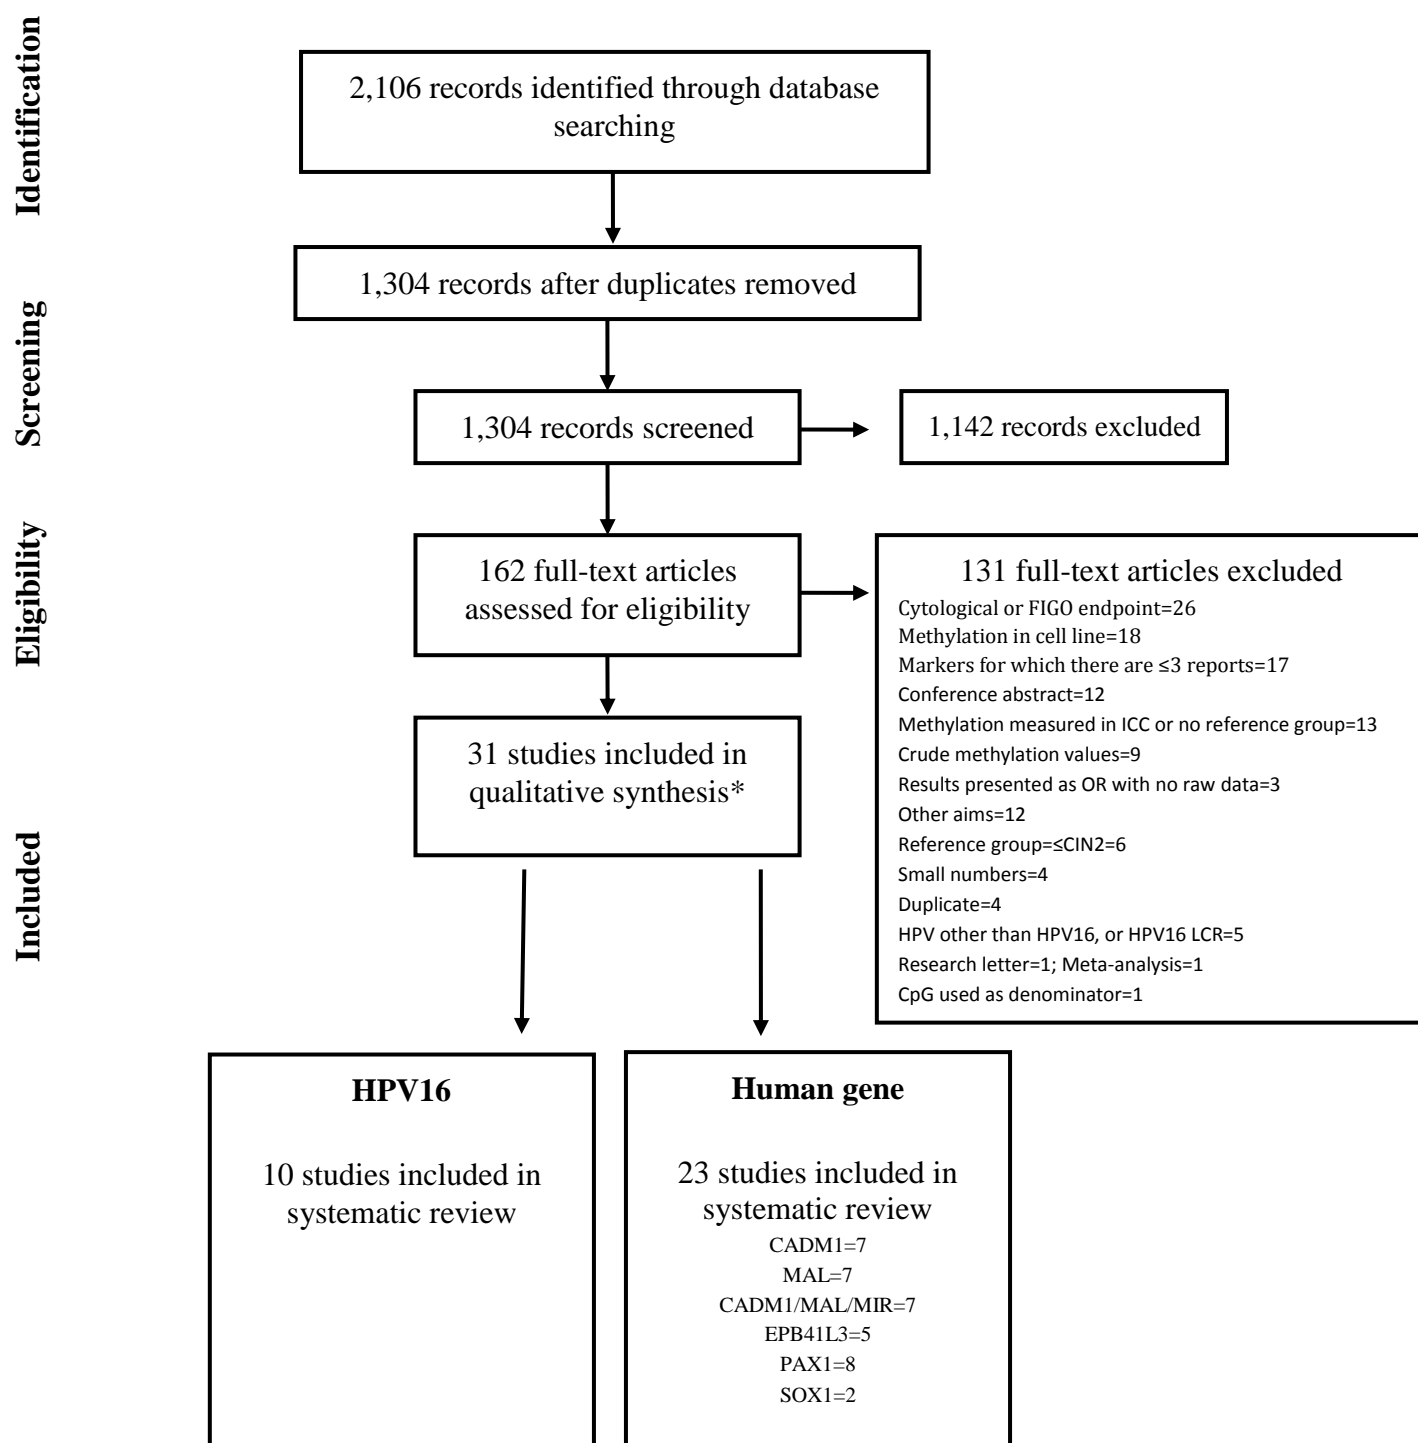 Identification
2,106 records identified through database
searching
1,304 records after duplicates removed
Screening
1,304 records screened
1,142 records excluded
Eligibility
162 full-text articles
assessed for eligibility
131 full-text articles excluded
Cytological or FIGO endpoint=26
Methylation in cell line=18
Markers for which there are ≤3 reports=17
Conference abstract=12
Methylation measured in ICC or no reference group=13
Crude methylation values=9
Results presented as OR with no raw data=3
Other aims=12
Reference group=≤CIN2=6
Small numbers=4
Duplicate=4
HPV other than HPV16, or HPV16 LCR=5
Research letter=1; Meta-analysis=1
CpG used as denominator=1
Included
31 studies included in
qualitative synthesis*
HPV16
10 studies included in
systematic review
Human gene
23 studies included in
systematic review
CADM1=7
MAL=7
CADM1/MAL/MIR=7
EPB41L3=5
PAX1=8
SOX1=2